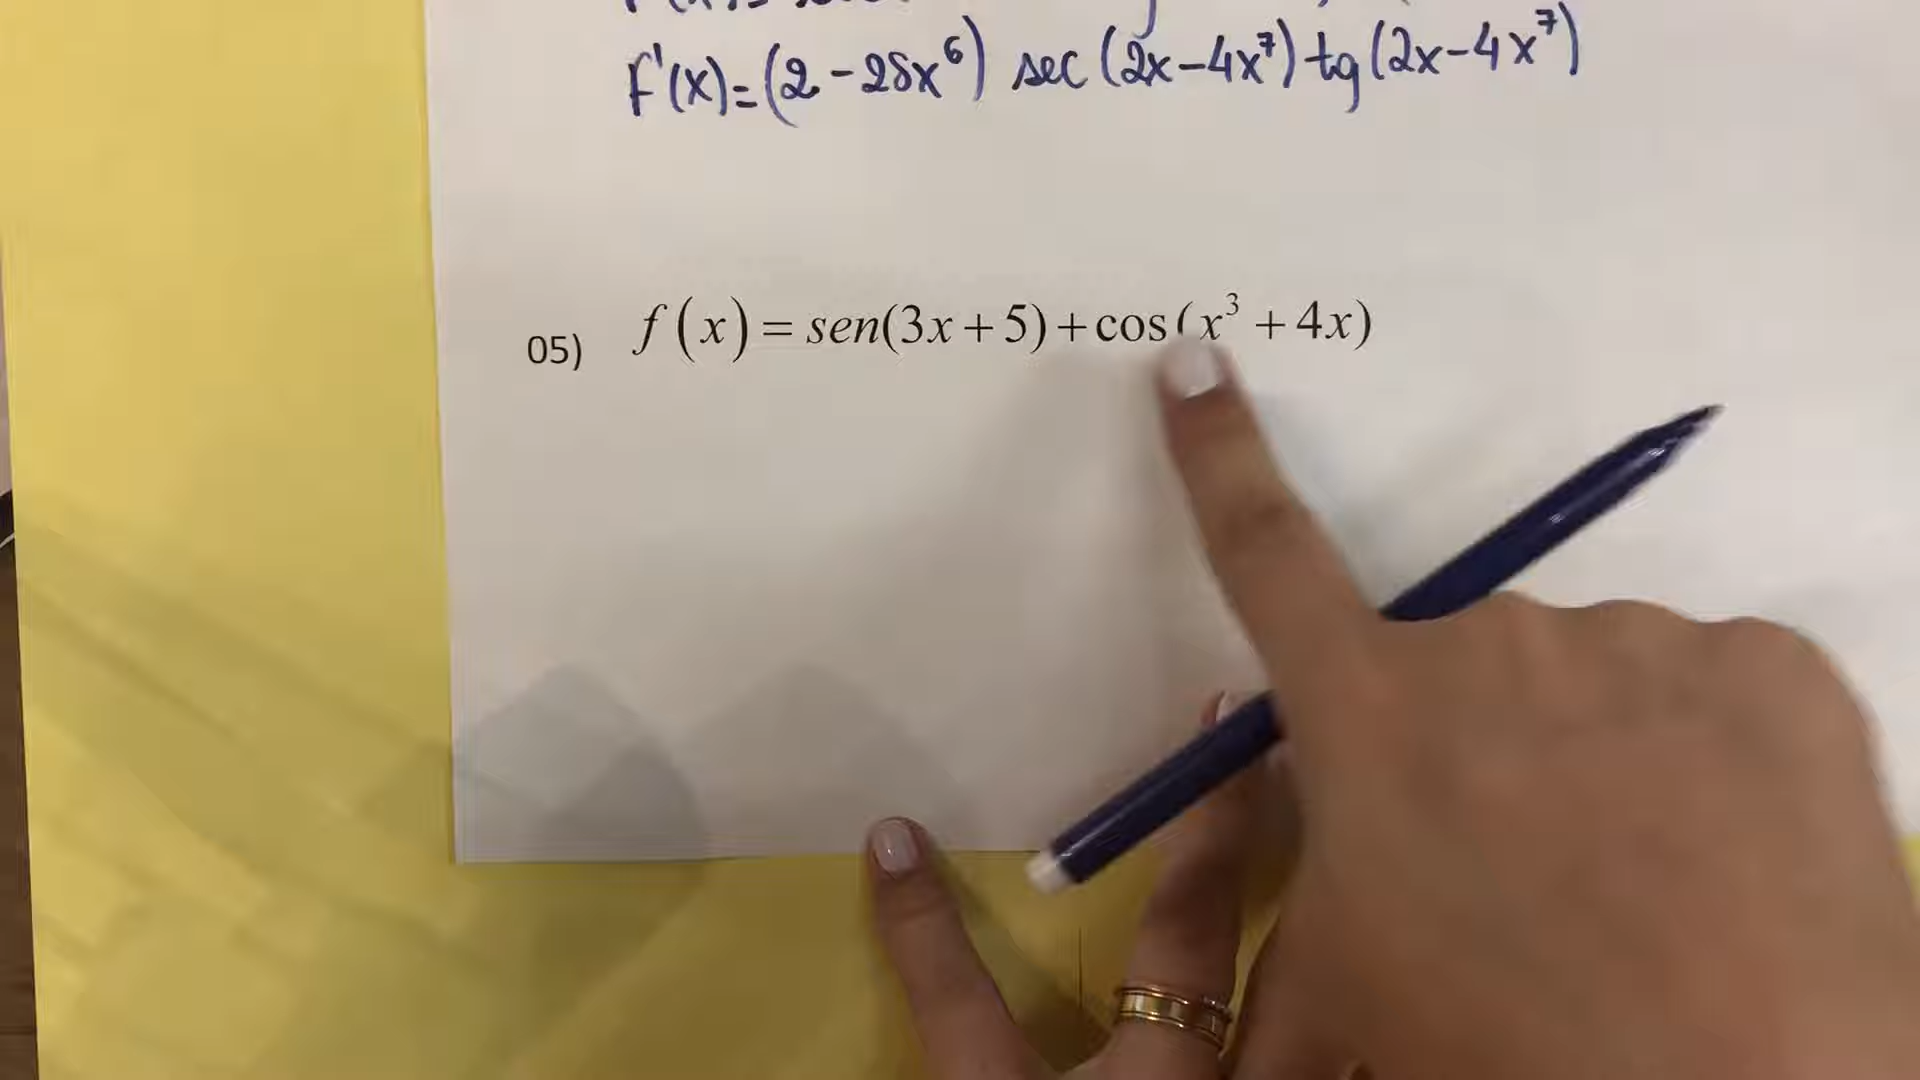 F'(x)=(2-28x⁶) sec (2x-4x⁷) tg (2x-4x⁷)
05) f(x)=sen(3x+5)+cos(x³+4x)